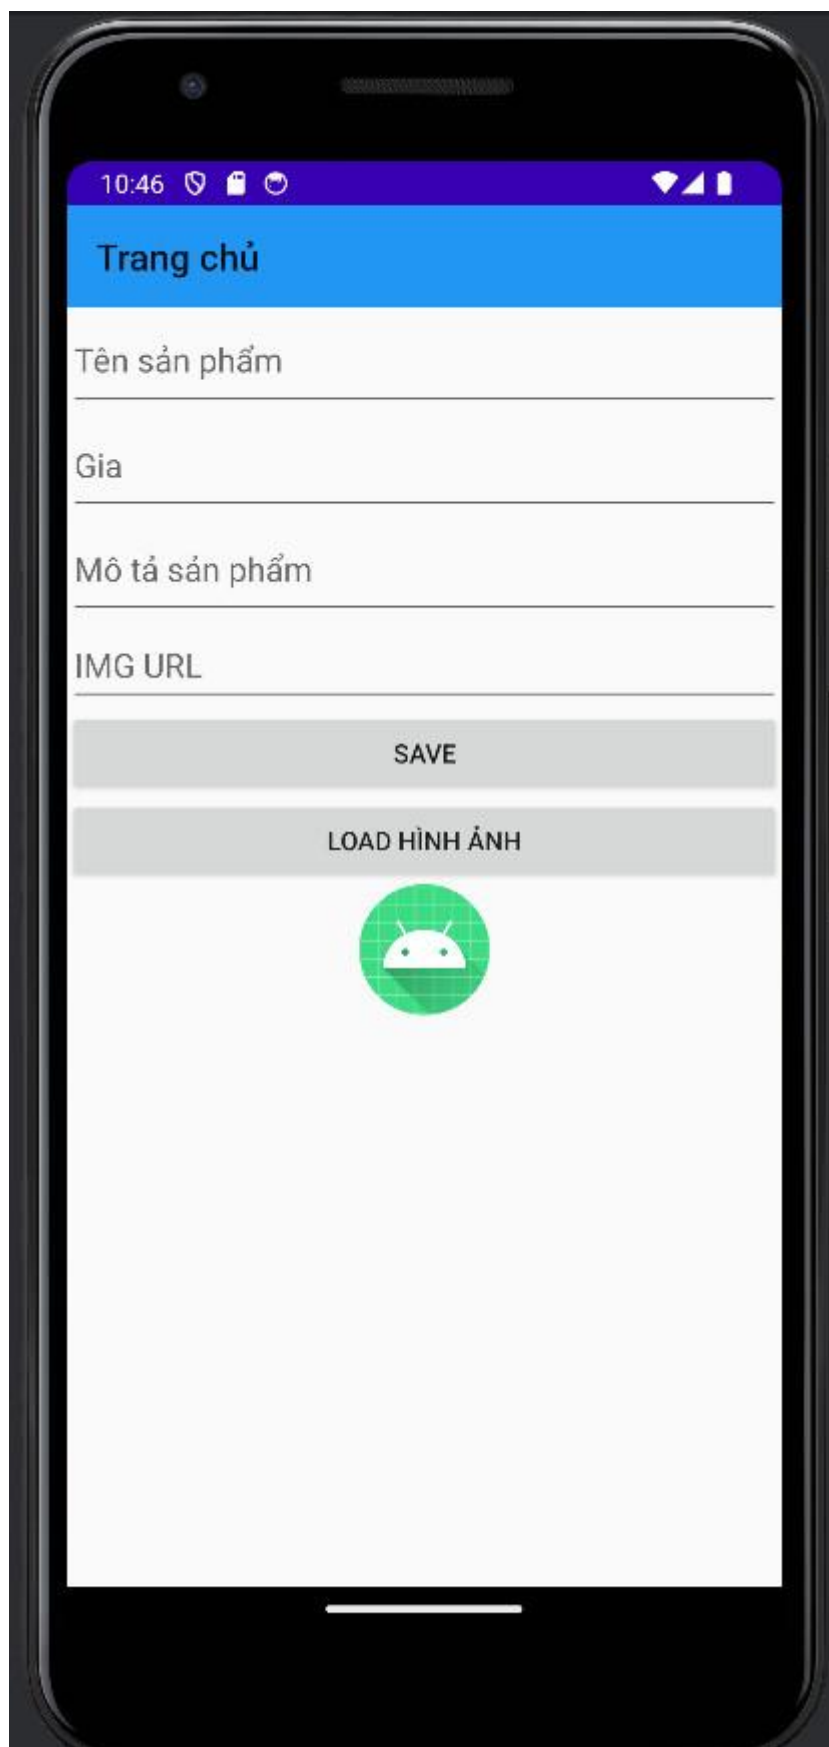 10:46
Trang chủ
Tên sản phẩm
Gia
Mô tả sản phẩm
IMG URL
SAVE
LOAD HÌNH ẢNH